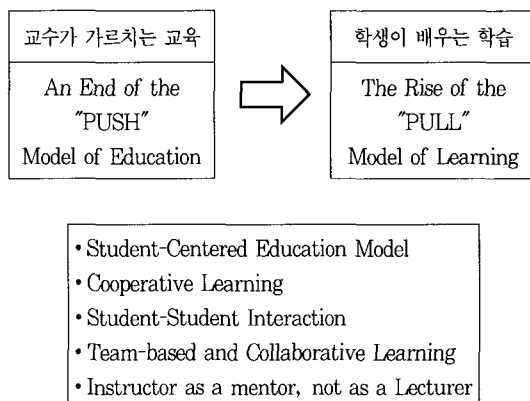 교수가 가르치는 교육
An End of the
"PUSH"
Model of Education
학생이 배우는 학습
The Rise of the
"PULL"
Model of Learning
• Student-Centered Education Model
• Cooperative Learning
• Student-Student Interaction
• Team-based and Collaborative Learning
• Instructor as a mentor, not as a Lecturer